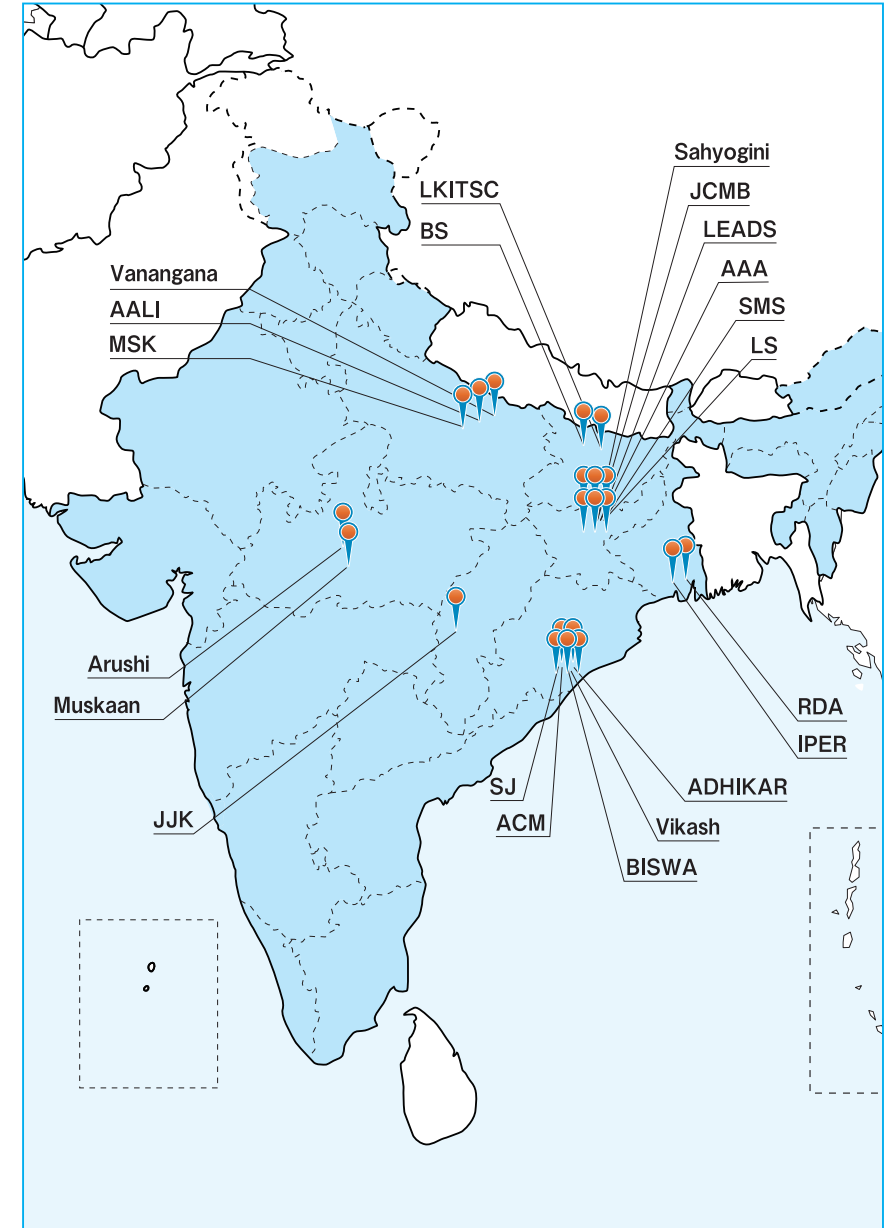 Sahyogini
LKITSC
JCMB
BS
LEADS
AAA
Vanangana
AALI
SMS
MSK
LS
Arushi
Muskaan
RDA
IPER
SJ
ADHIKAR
JJK
ACM
Vikash
BISWA